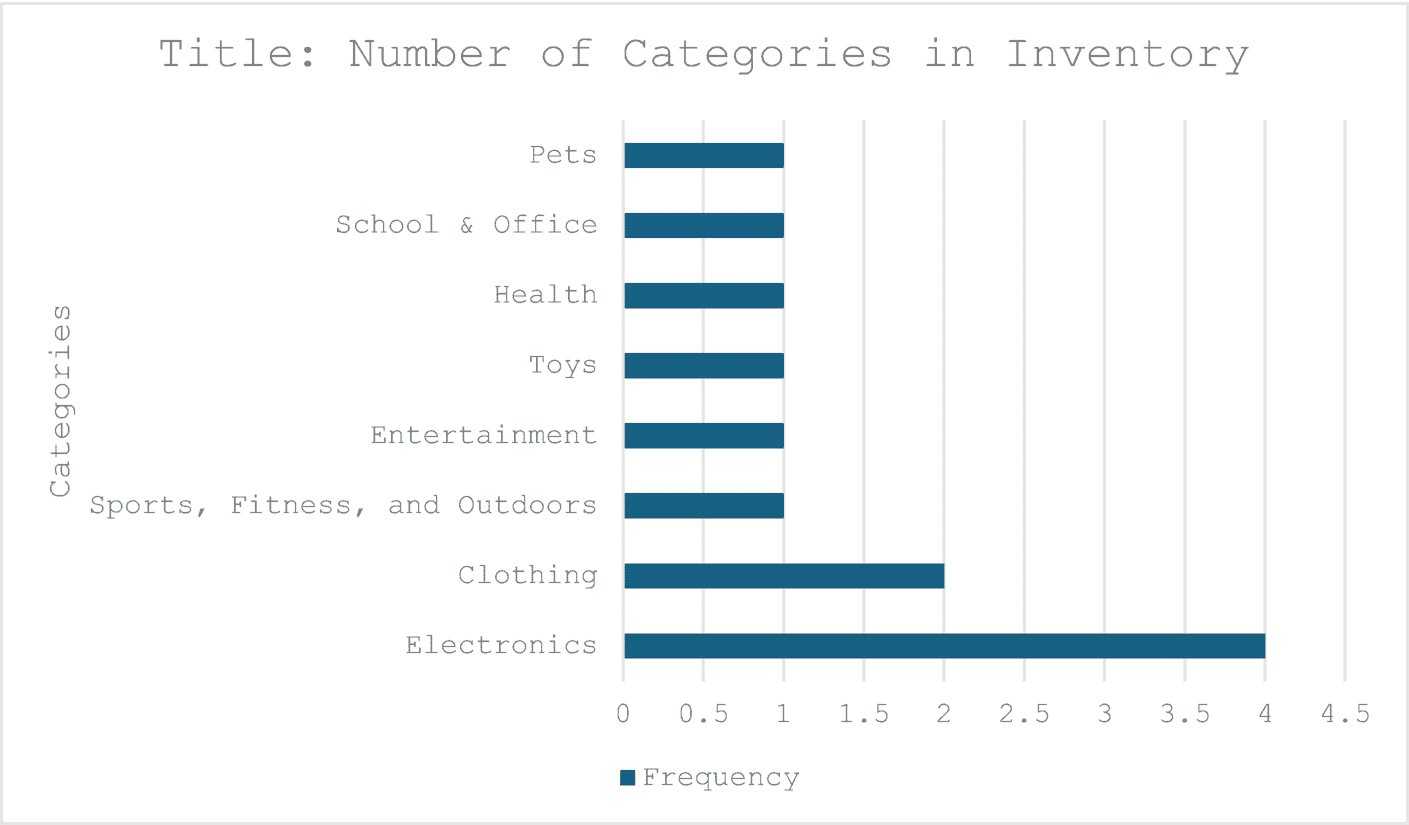 Title: Number of Categories in Inventory
Categories
Pets
School & Office
Health
Toys
Entertainment
Sports, Fitness, and Outdoors
Clothing
Electronics
0 0.5 1 1.5 2 2.5 3 3.5 4 4.5
Frequency